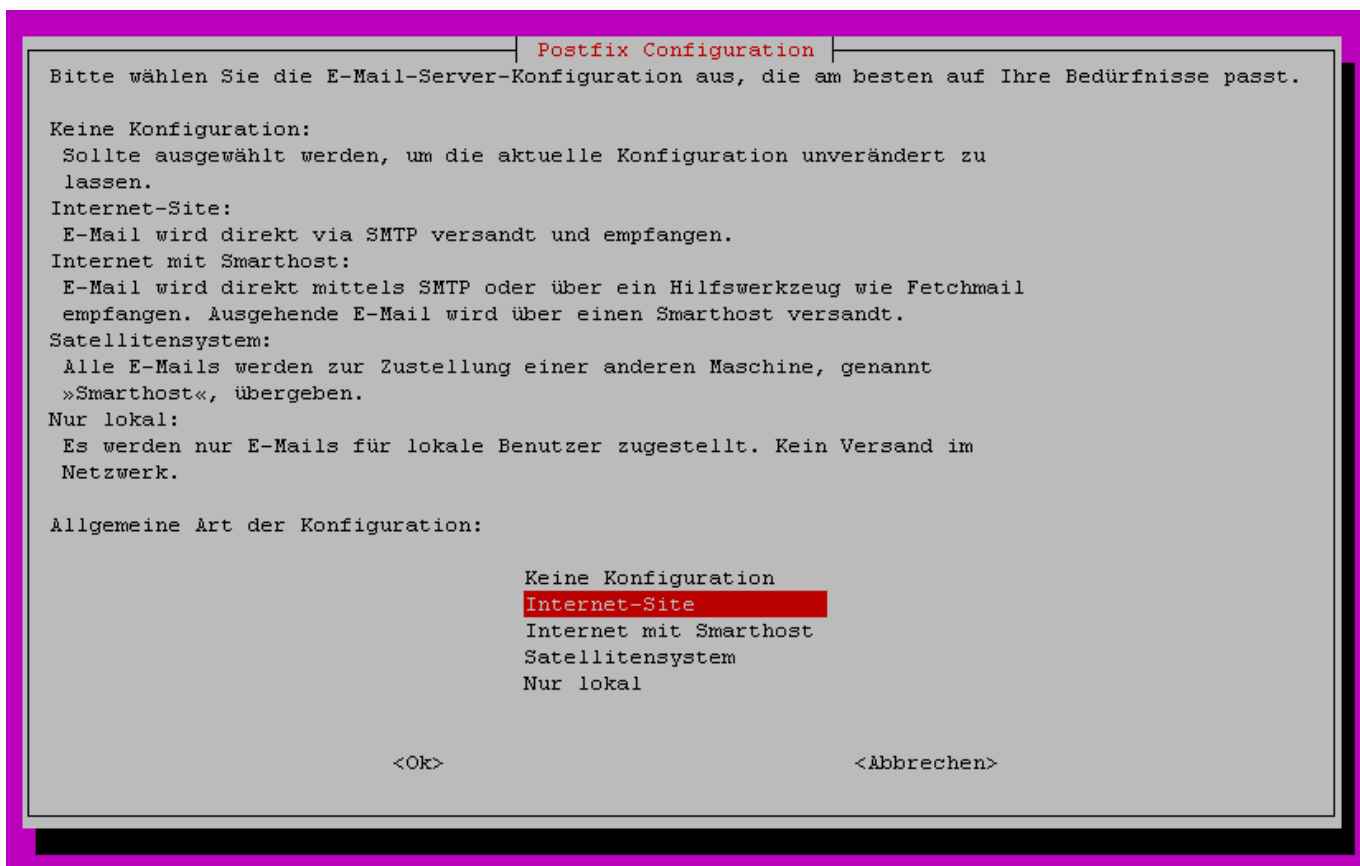 Postfix Configuration
Bitte wählen Sie die E-Mail-Server-Konfiguration aus, die am besten auf Ihre Bedürfnisse passt.
Keine Konfiguration:
Sollte ausgewählt werden, um die aktuelle Konfiguration unverändert zu
lassen.
Internet-Site:
E-Mail wird direkt via SMTP versandt und empfangen.
Internet mit Smarthost:
E-Mail wird direkt mittels SMTP oder über ein Hilfswerkzeug wie Fetchmail
empfangen. Ausgehende E-Mail wird über einen Smarthost versandt.
Satellitensystem:
Alle E-Mails werden zur Zustellung einer anderen Maschine, genannt
»Smarthost«, übergeben.
Nur lokal:
Es werden nur E-Mails für lokale Benutzer zugestellt. Kein Versand im
Netzwerk.
Allgemeine Art der Konfiguration:
Keine Konfiguration
Internet-Site
Internet mit Smarthost
Satellitensystem
Nur lokal
<Ok> <Abbrechen>